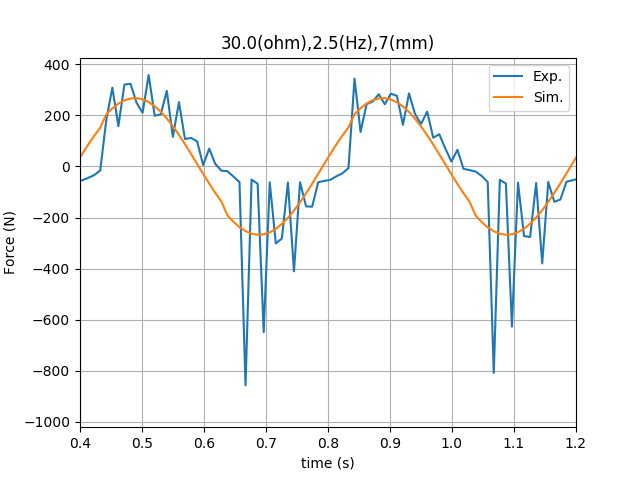 30.0(ohm),2.5(Hz),7(mm)
Exp.
Sim.
400
200
0
−200
−400
−600
−800
−1000
Force (N)
0.4 0.5 0.6 0.7 0.8 0.9 1.0 1.1 1.2
time (s)